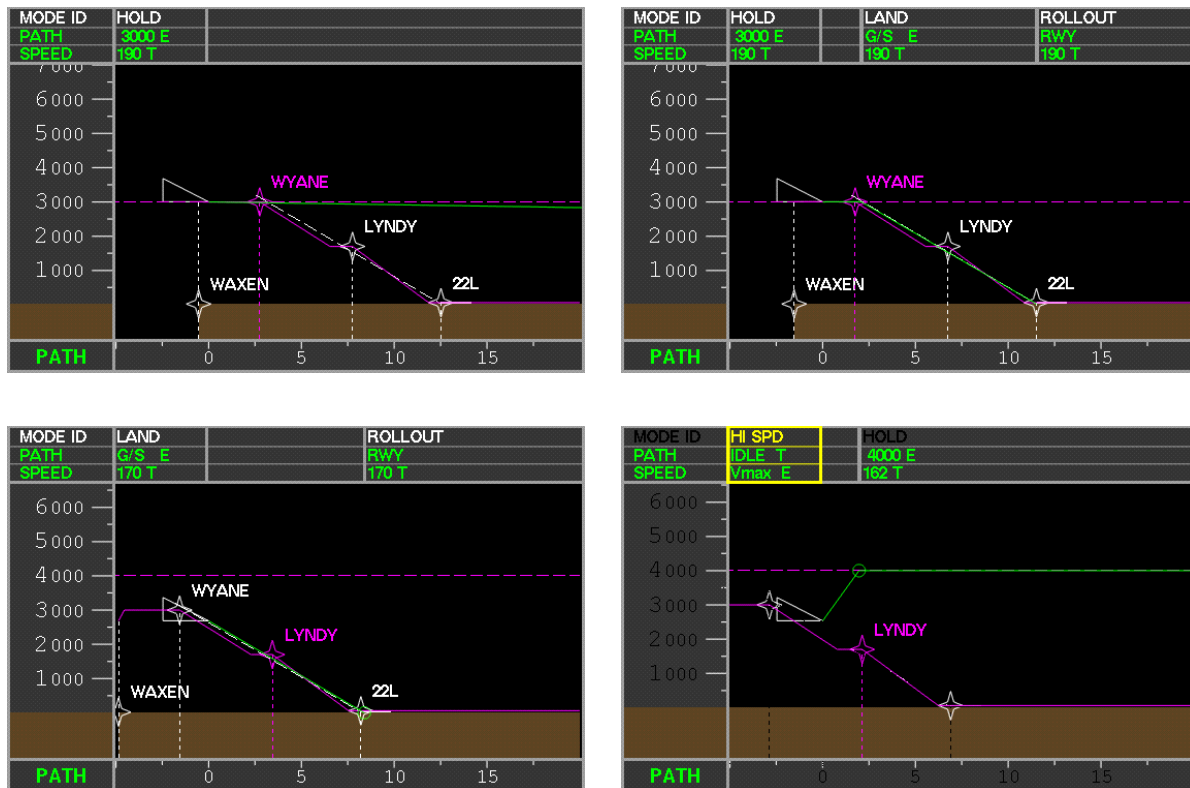 MODE ID HOLD
PATH 3000 E
SPEED 190 T
7000
6000
5000
4000
3000
2000
1000
WYANE
LYNDY
WAXEN
22L
PATH 0 5 10 15
MODE ID HOLD LAND ROLLOUT
PATH 3000 E G/S E RWY
SPEED 190 T 190 T 190 T
7000
6000
5000
4000
3000
2000
1000
WYANE
LYNDY
WAXEN
22L
PATH 0 5 10 15
MODE ID LAND ROLLOUT
PATH G/S E RWY
SPEED 170 T 170 T
6000
5000
4000
3000
2000
1000
WYANE
LYNDY
WAXEN
22L
PATH 0 5 10 15
MODE ID HI SPD HOLD
PATH IDLE T 4000 E
SPEED Vmax E 162 T
6000
5000
4000
3000
2000
1000
LYNDY
PATH 0 5 10 15